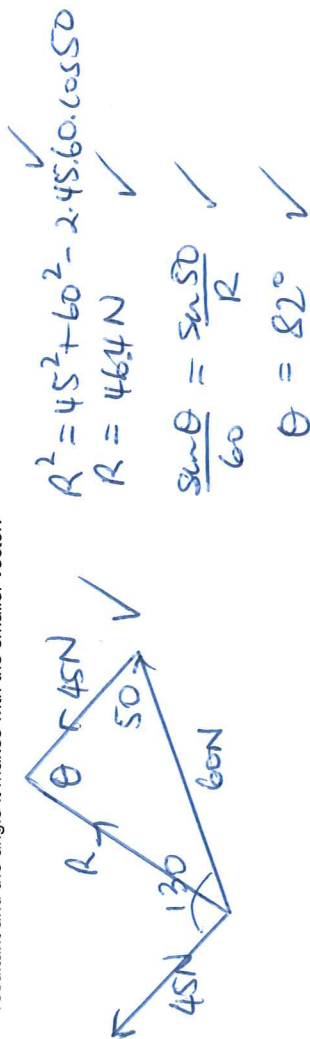 resultant and the angle it makes with the smaller vector.
45N
130
R
θ
45N
50
60N
R² = 45² + 60² - 2.45.60.cos50 ✓
R = 46.4 N ✓
sinθ/60 = sin50/R ✓
θ = 82° ✓
✓